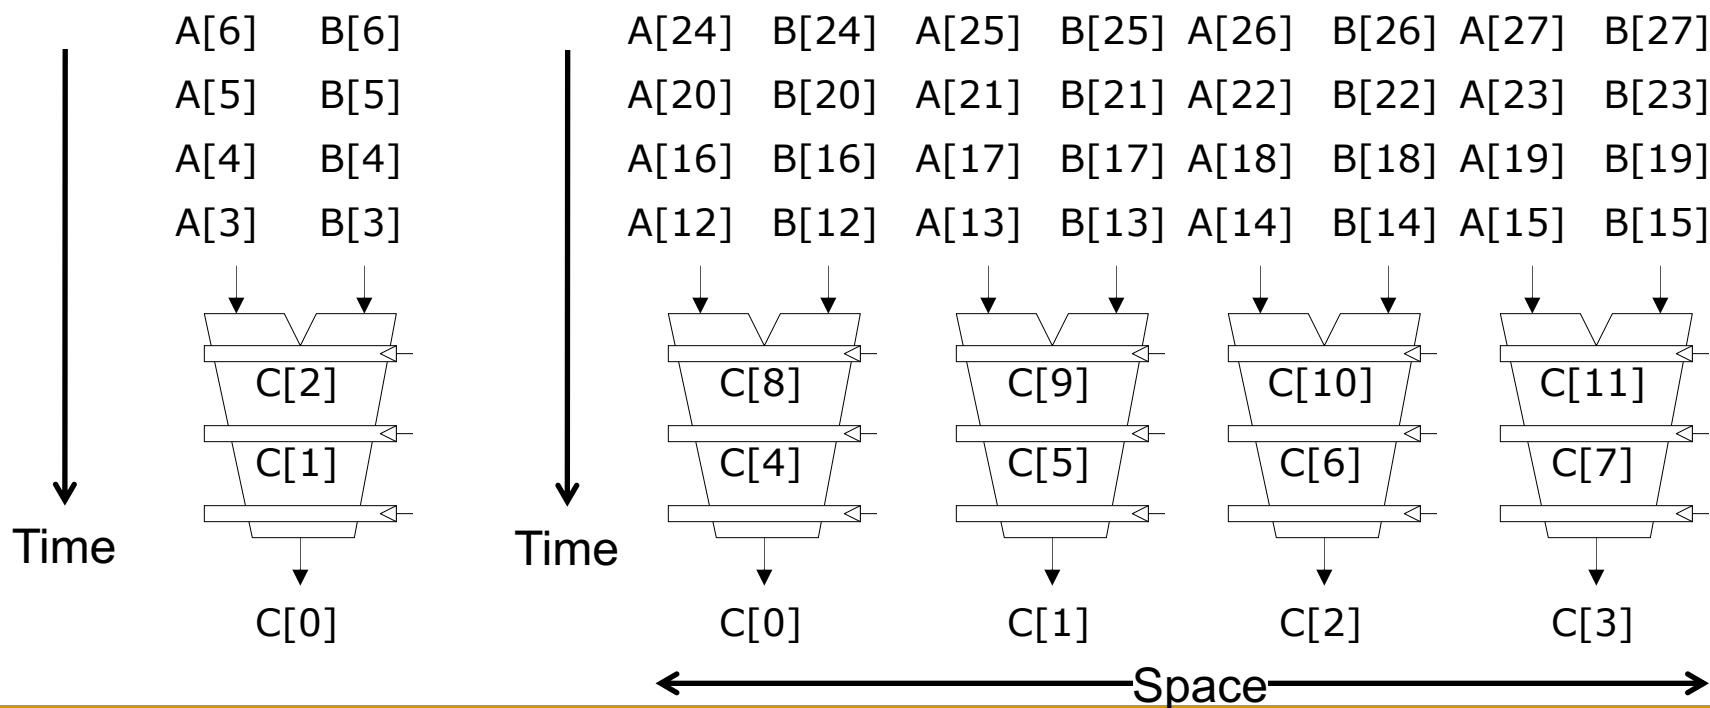 A[6] B[6] A[24] B[24] A[25] B[25] A[26] B[26] A[27] B[27]
A[5] B[5] A[20] B[20] A[21] B[21] A[22] B[22] A[23] B[23]
A[4] B[4] A[16] B[16] A[17] B[17] A[18] B[18] A[19] B[19]
A[3] B[3] A[12] B[12] A[13] B[13] A[14] B[14] A[15] B[15]
C[2] C[8] C[9] C[10] C[11]
C[1] C[4] C[5] C[6] C[7]
Time Time
C[0] C[0] C[1] C[2] C[3]
Space